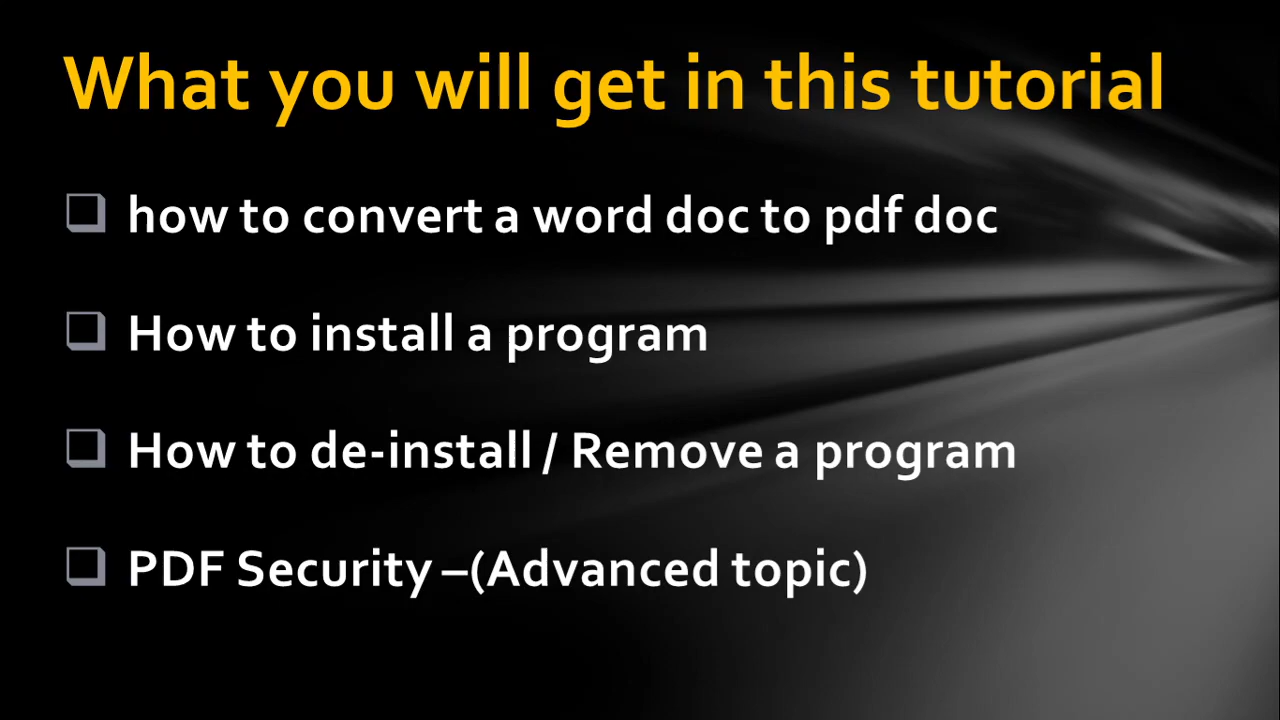 What you will get in this tutorial
how to convert a word doc to pdf doc
How to install a program
How to de-install / Remove a program
PDF Security –(Advanced topic)